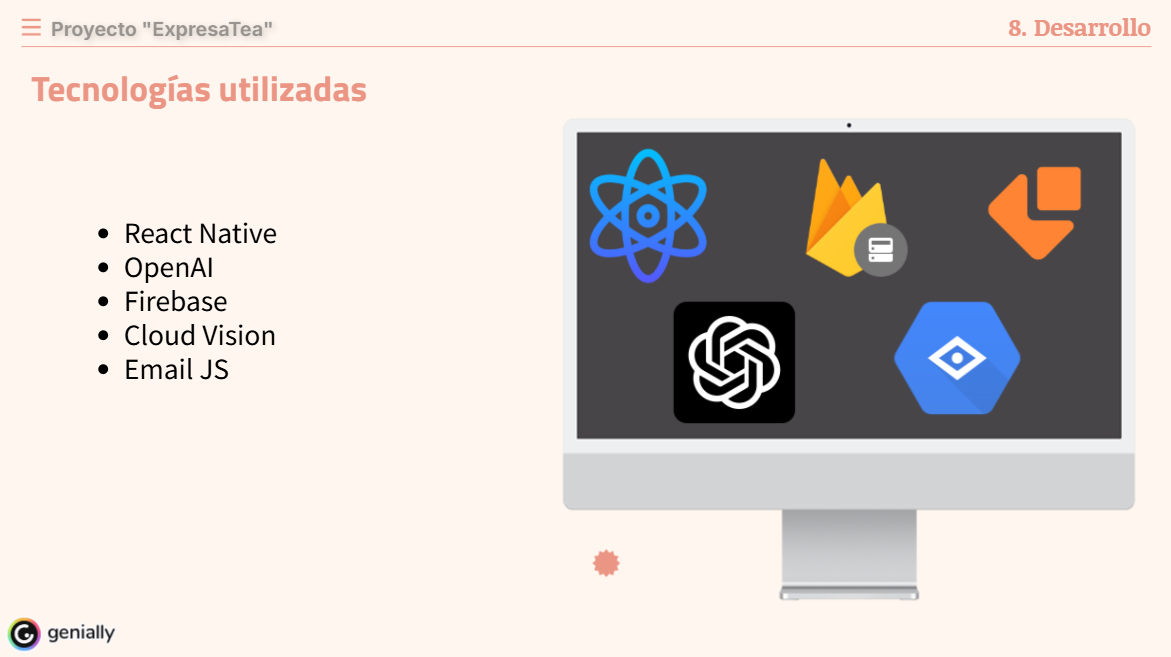 Proyecto "ExpresaTea"
8. Desarrollo
Tecnologías utilizadas
React Native
OpenAI
Firebase
Cloud Vision
Email JS
genially